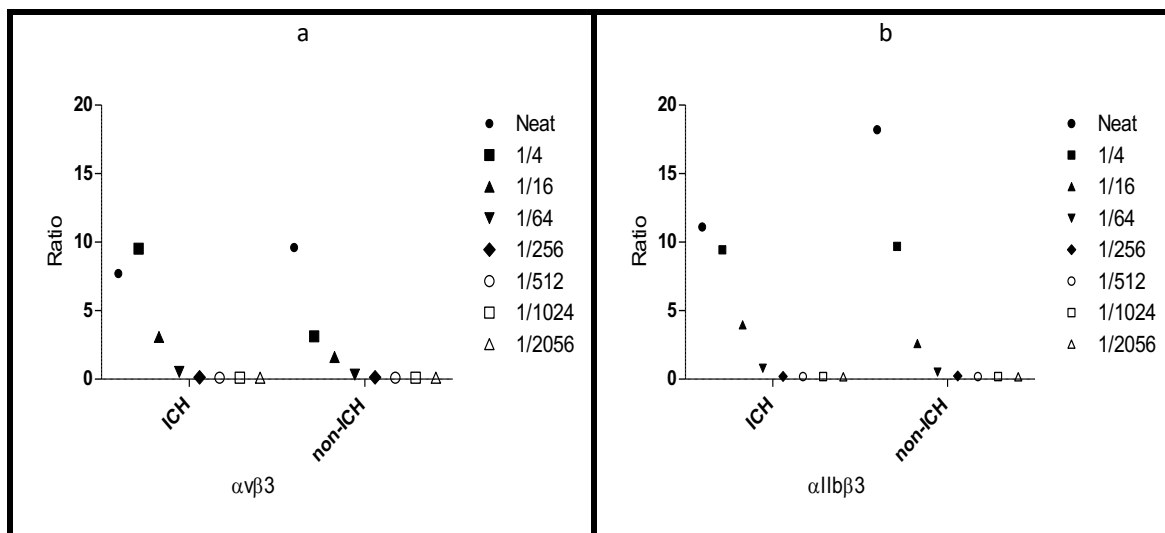 a
20
15
10
5
0
Ratio
ICH
non-ICH
αvβ3
Neat
1/4
1/16
1/64
1/256
1/512
1/1024
1/2056
b
20
15
10
5
0
Ratio
ICH
non-ICH
αIIbβ3
Neat
1/4
1/16
1/64
1/256
1/512
1/1024
1/2056